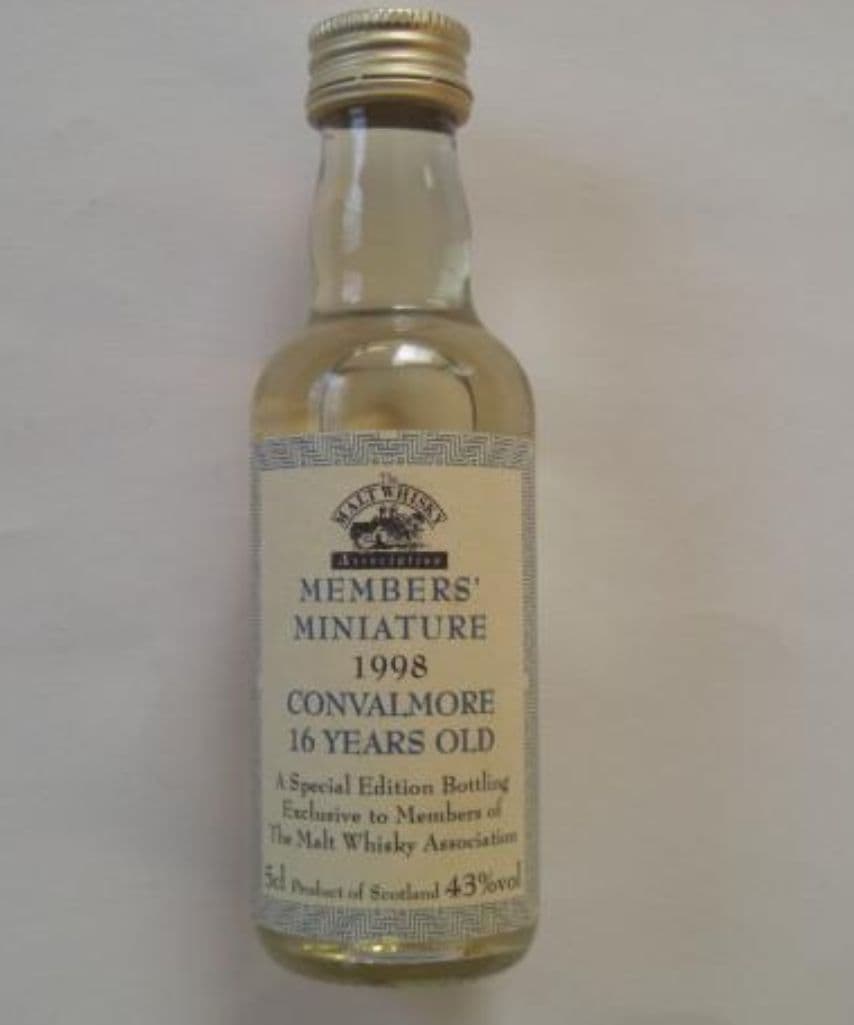 The
MALT WHISKY
Association
MEMBERS'
MINIATURE
1998
CONVALMORE
16 YEARS OLD
A Special Edition Bottling
Exclusive to Members of
The Malt Whisky Association
5cl Product of Scotland 43%vol